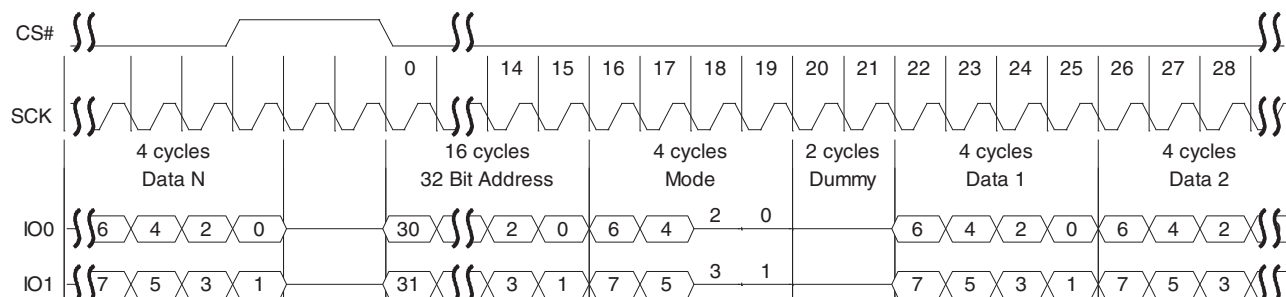 CS#
0 14 15 16 17 18 19 20 21 22 23 24 25 26 27 28
SCK
4 cycles 16 cycles 4 cycles 2 cycles 4 cycles 4 cycles
Data N 32 Bit Address Mode Dummy Data 1 Data 2
IO0 6 4 2 0 30 2 0 6 4 2 0 6 4 2 0 6 4 2
IO1 7 5 3 1 31 3 1 7 5 3 1 7 5 3 1 7 5 3